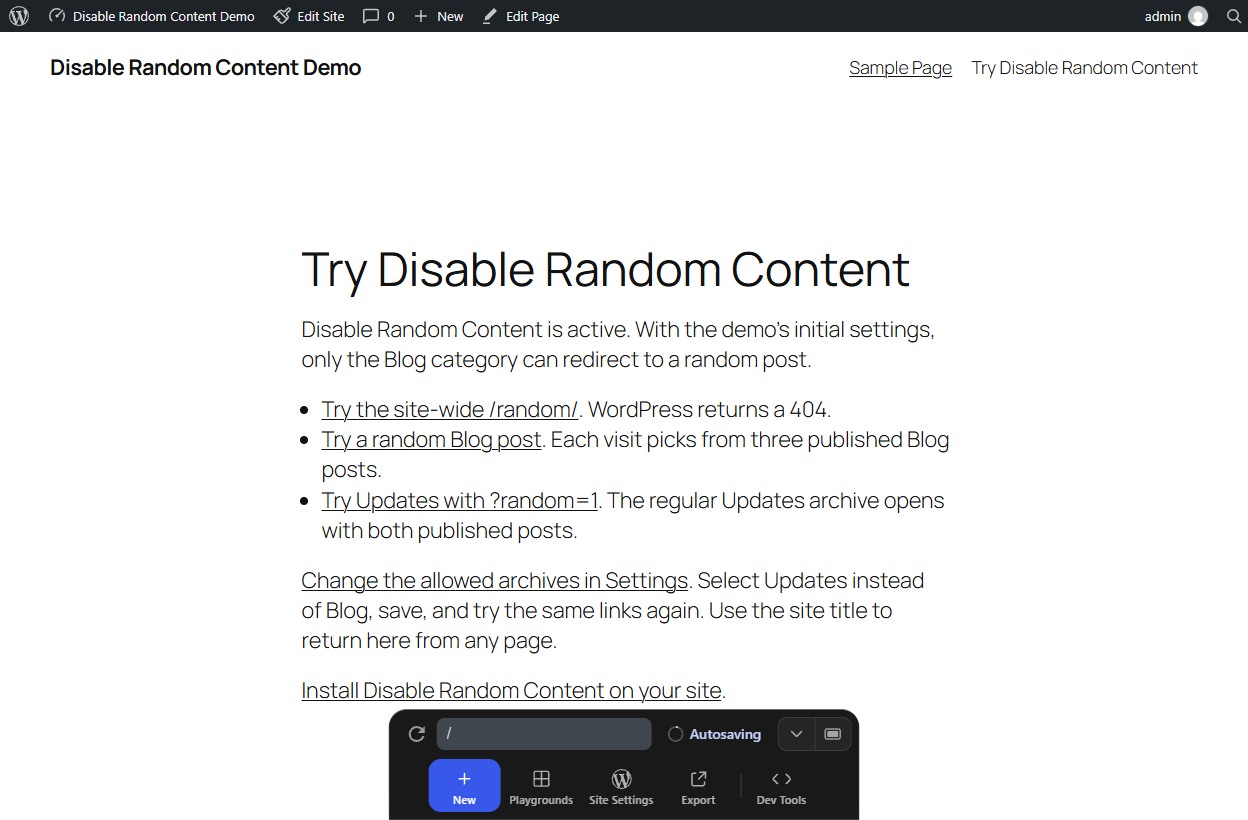 Disable Random Content Demo Edit Site 0 New Edit Page admin
Disable Random Content Demo Sample Page Try Disable Random Content
Try Disable Random Content
Disable Random Content is active. With the demo’s initial settings,
only the Blog category can redirect to a random post.
Try the site-wide /random/. WordPress returns a 404.
Try a random Blog post. Each visit picks from three published Blog
posts.
Try Updates with ?random=1. The regular Updates archive opens
with both published posts.
Change the allowed archives in Settings. Select Updates instead
of Blog, save, and try the same links again. Use the site title to
return here from any page.
Install Disable Random Content on your site.
/ Autosaving
New Playgrounds Site Settings Export Dev Tools